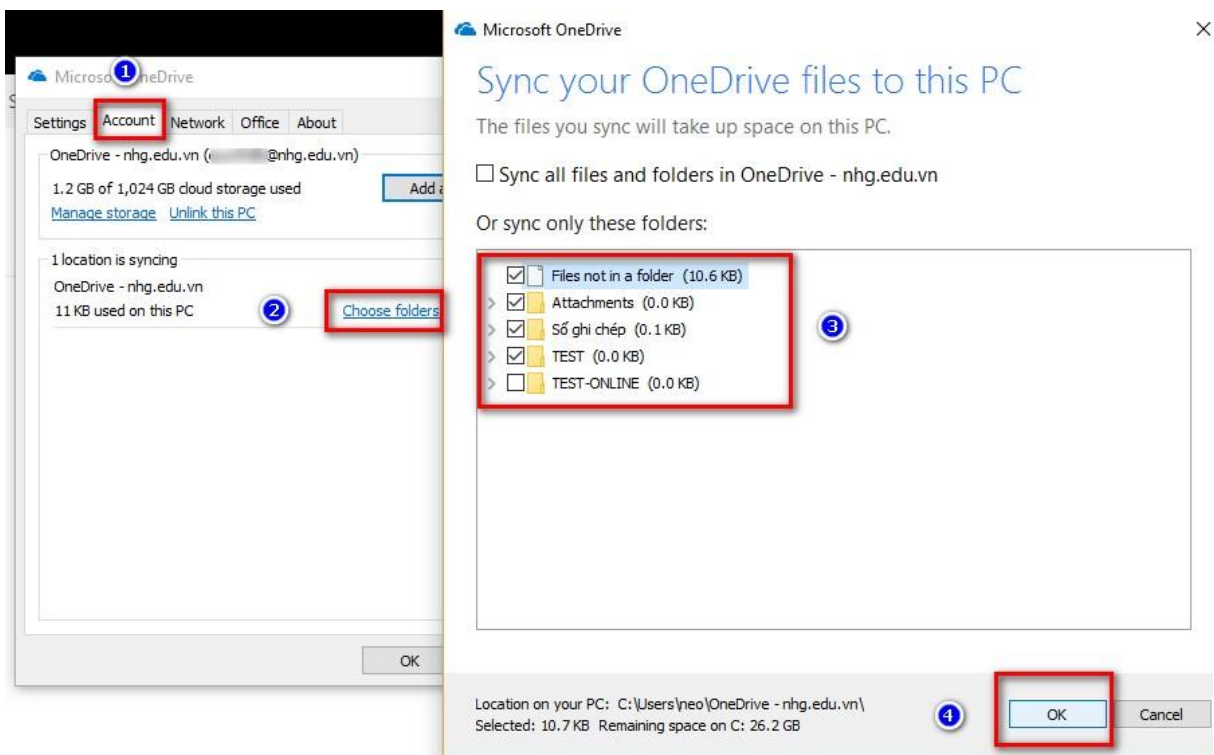 Microsoft OneDrive
1
Settings Account Network Office About
OneDrive - nhg.edu.vn ( @nhg.edu.vn)
1.2 GB of 1,024 GB cloud storage used
Add
Manage storage Unlink this PC
1 location is syncing
OneDrive - nhg.edu.vn
11 KB used on this PC
2
Choose folders
OK
Microsoft OneDrive
Sync your OneDrive files to this PC
The files you sync will take up space on this PC.
Sync all files and folders in OneDrive - nhg.edu.vn
Or sync only these folders:
Files not in a folder (10.6 KB)
Attachments (0.0 KB)
Sổ ghi chép (0.1 KB)
TEST (0.0 KB)
TEST-ONLINE (0.0 KB)
3
Location on your PC: C:\Users\neo\OneDrive - nhg.edu.vn\
Selected: 10.7 KB Remaining space on C: 26.2 GB
4
OK Cancel